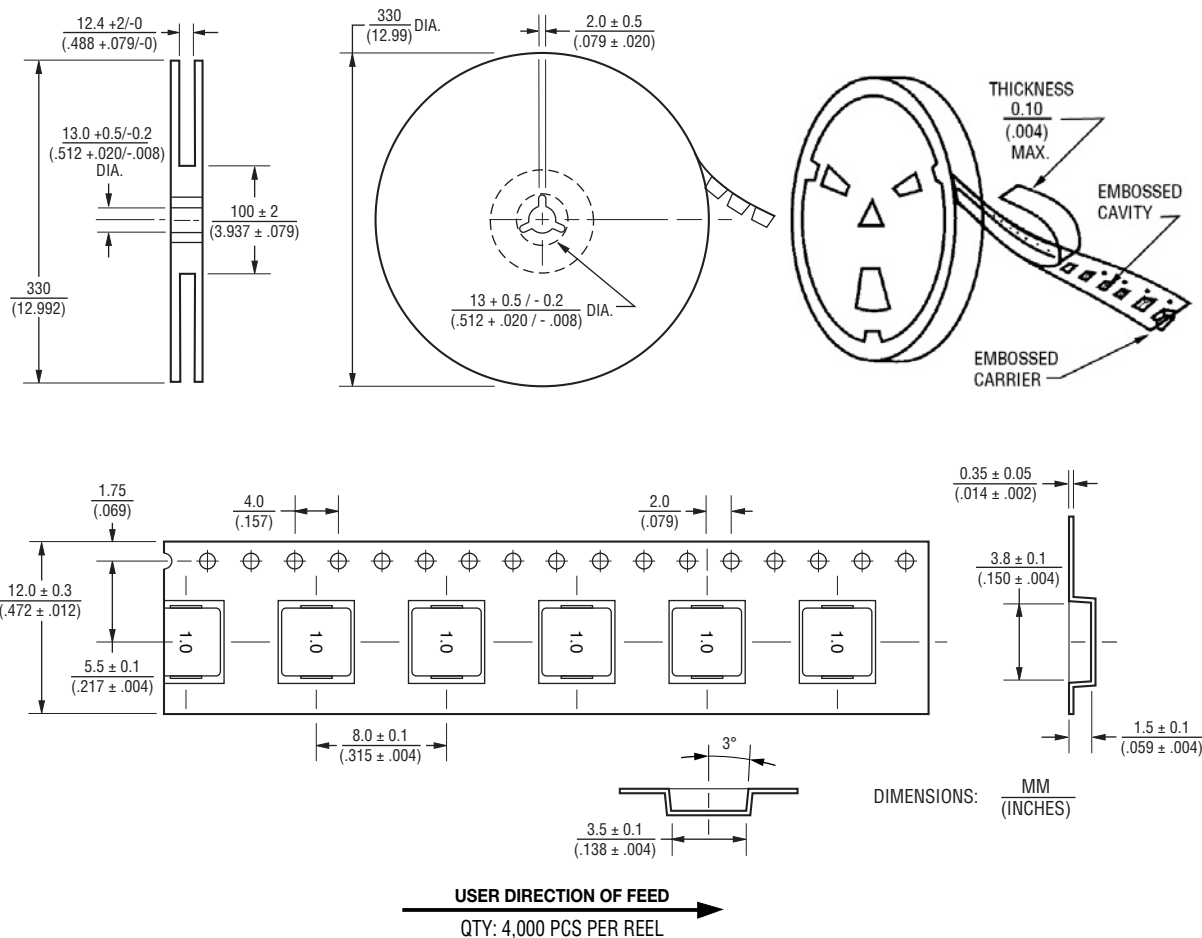 12.4 +2/-0
(.488 +.079/-0)
330
(12.99)
DIA.
2.0 ± 0.5
(.079 ± .020)
13.0 +0.5/-0.2
(.512 +.020/-.008)
DIA.
100 ± 2
(3.937 ± .079)
330
(12.992)
13 + 0.5 / - 0.2
(.512 + .020 / - .008)
DIA.
THICKNESS
0.10
(.004)
MAX.
EMBOSSED
CAVITY
EMBOSSED
CARRIER
1.75
(.069)
4.0
(.157)
2.0
(.079)
0.35 ± 0.05
(.014 ± .002)
12.0 ± 0.3
(.472 ± .012)
3.8 ± 0.1
(.150 ± .004)
1.0
1.0
1.0
1.0
1.0
1.0
5.5 ± 0.1
(.217 ± .004)
8.0 ± 0.1
(.315 ± .004)
1.5 ± 0.1
(.059 ± .004)
3°
3.5 ± 0.1
(.138 ± .004)
DIMENSIONS:
MM
(INCHES)
USER DIRECTION OF FEED
QTY: 4,000 PCS PER REEL